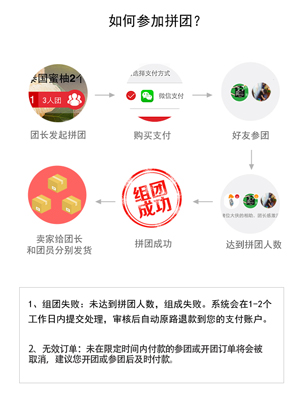 如何参加拼团？
泰国蜜柚2个
1 3人团
选择支付方式
微信支付
团长发起拼团
购买支付
好友参团
组团
成功
卖家给团长
和团员分别发货
拼团成功
达到拼团人数
1、组团失败：未达到拼团人数，组成失败。系统会在1-2个
工作日内提交处理，审核后自动原路退款到您的支付账户。
2、无效订单：未在限定时间内付款的参团或开团订单将会被
取消，建议您开团或参团后及时付款。